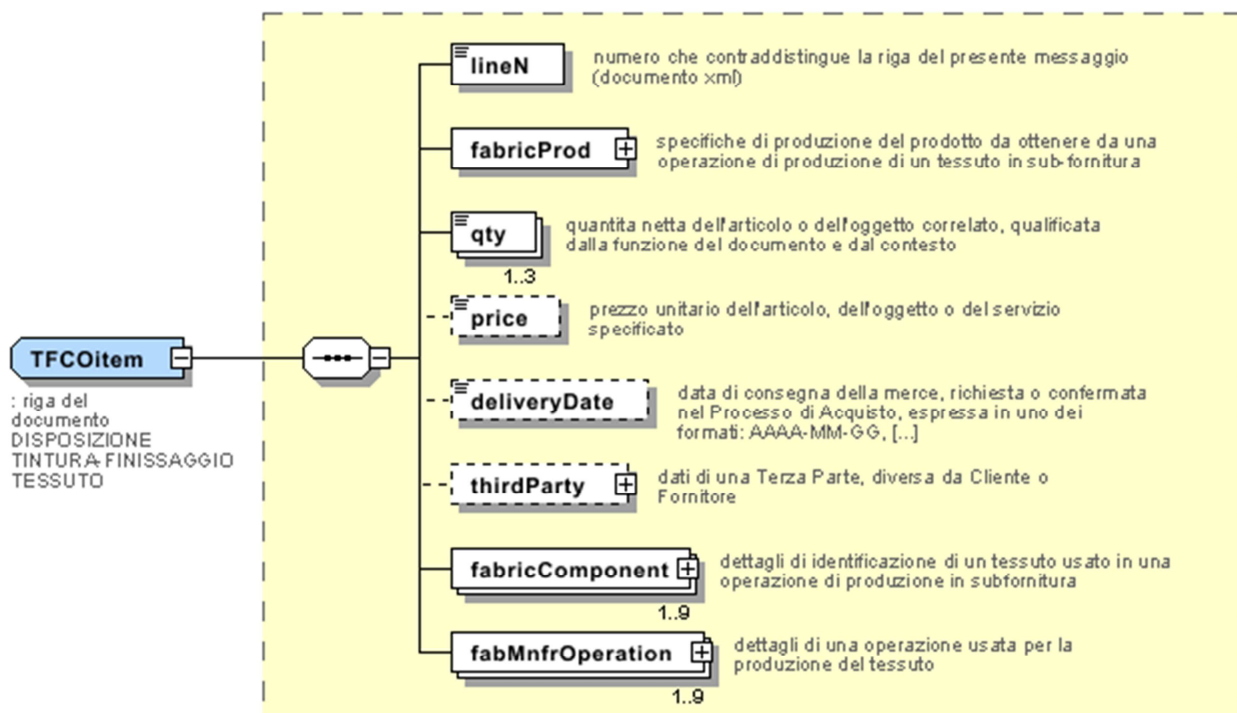 lineN
numero che contraddistingue la riga del presente messaggio
(documento xml)
fabricProd
specifiche di produzione del prodotto da ottenere da una
operazione di produzione di un tessuto in sub-fornitura
qty
quantita netta dell'articolo o dell'oggetto correlato, qualificata
dalla funzione del documento e dal contesto
1..3
price
prezzo unitario dell'articolo, dell'oggetto o del servizio
specificato
TFCOitem
: riga del
documento
DISPOSIZIONE
TINTURA-FINISSAGGIO
TESSUTO
deliveryDate
data di consegna della merce, richiesta o confermata
nel Processo di Acquisto, espressa in uno dei
formati: AAAA-MM-GG, [...]
thirdParty
dati di una Terza Parte, diversa da Cliente o
Fornitore
fabricComponent
dettagli di identificazione di un tessuto usato in una
operazione di produzione in subfornitura
1..9
fabMnfrOperation
dettagli di una operazione usata per la
produzione del tessuto
1..9